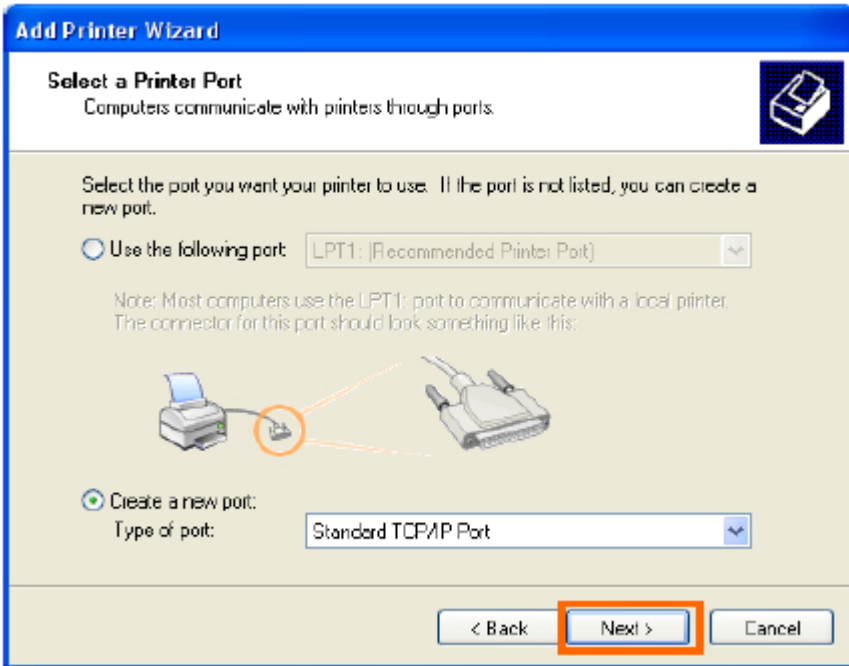 Add Printer Wizard
Select a Printer Port
Computers communicate with printers through ports.
Select the port you want your printer to use. If the port is not listed, you can create a
new port.
Use the following port: LPT1: (Recommended Printer Port)
Note: Most computers use the LPT1: port to communicate with a local printer.
The connector for this port should look something like this:
Create a new port:
Type of port: Standard TCP/IP Port
< Back Next > Cancel